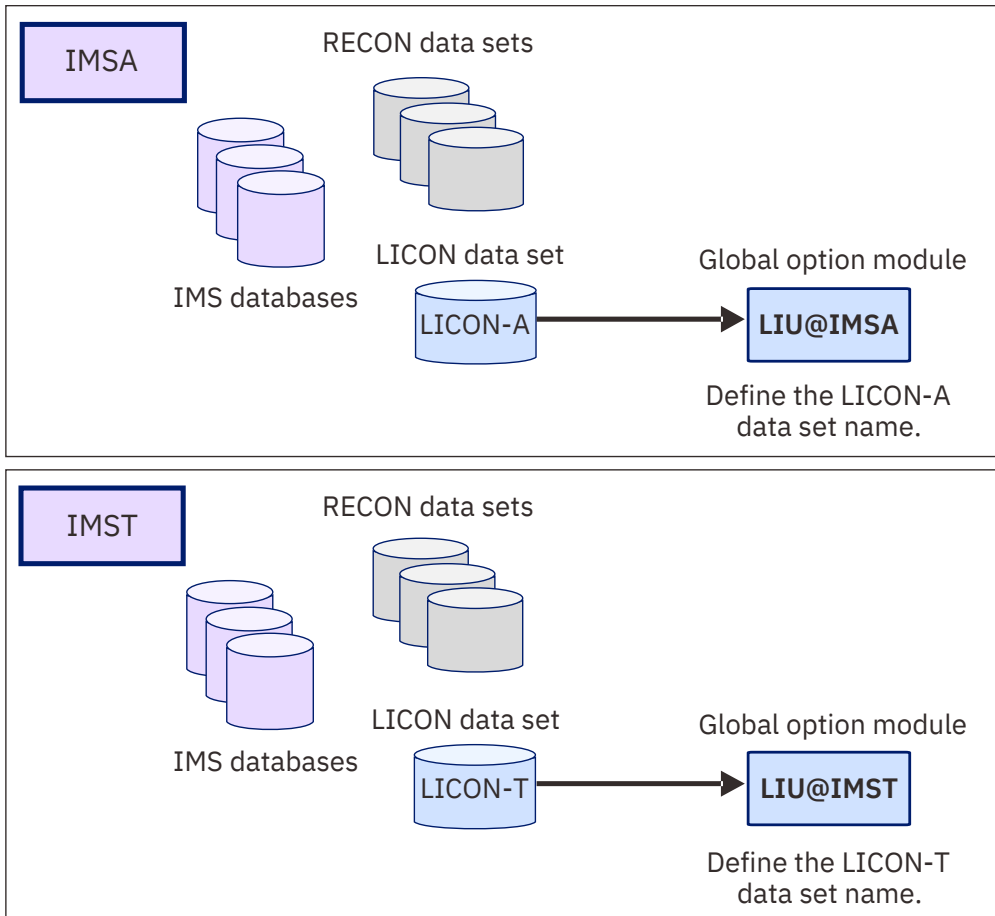 IMSA
RECON data sets
IMS databases
LICON data set
LICON-A
Global option module
LIU@IMSA
Define the LICON-A
data set name.
IMST
RECON data sets
IMS databases
LICON data set
LICON-T
Global option module
LIU@IMST
Define the LICON-T
data set name.